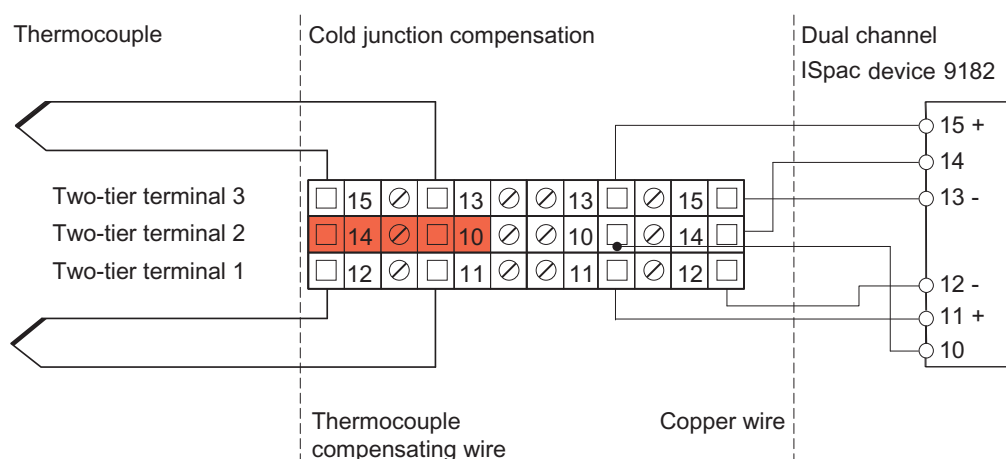 Thermocouple
Cold junction compensation
Dual channel
ISpac device 9182
15 +
14
13 -
Two-tier terminal 3
15 13 13 15
Two-tier terminal 2
14 10 10 14
Two-tier terminal 1
12 11 11 12
12 -
11 +
10
Thermocouple
compensating wire
Copper wire